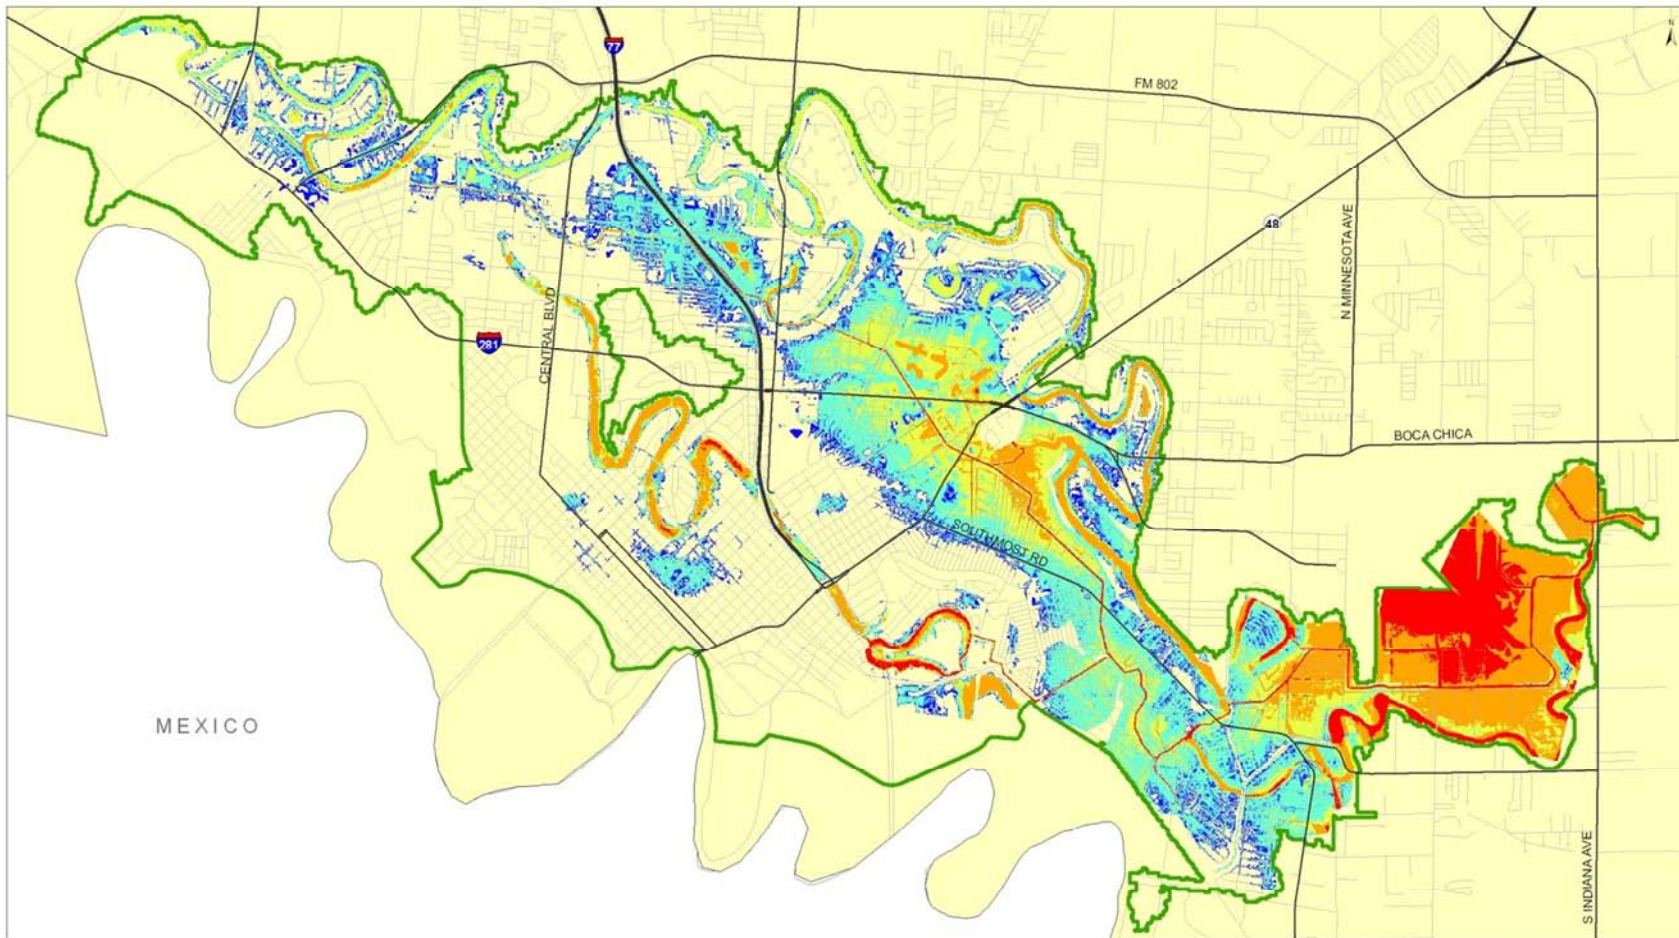 N
77
FM 802
48
N MINNESOTA AVE
CENTRAL BLVD
281
BOCA CHICA
SOUTHMOST RD
MEXICO
S INDIANA AVE